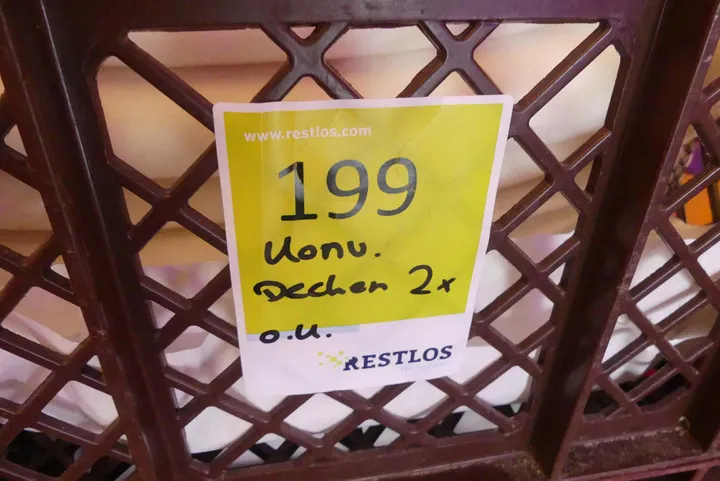 www.restlos.com
199
Konv.
Decken 2x
o.U.
RESTLOS